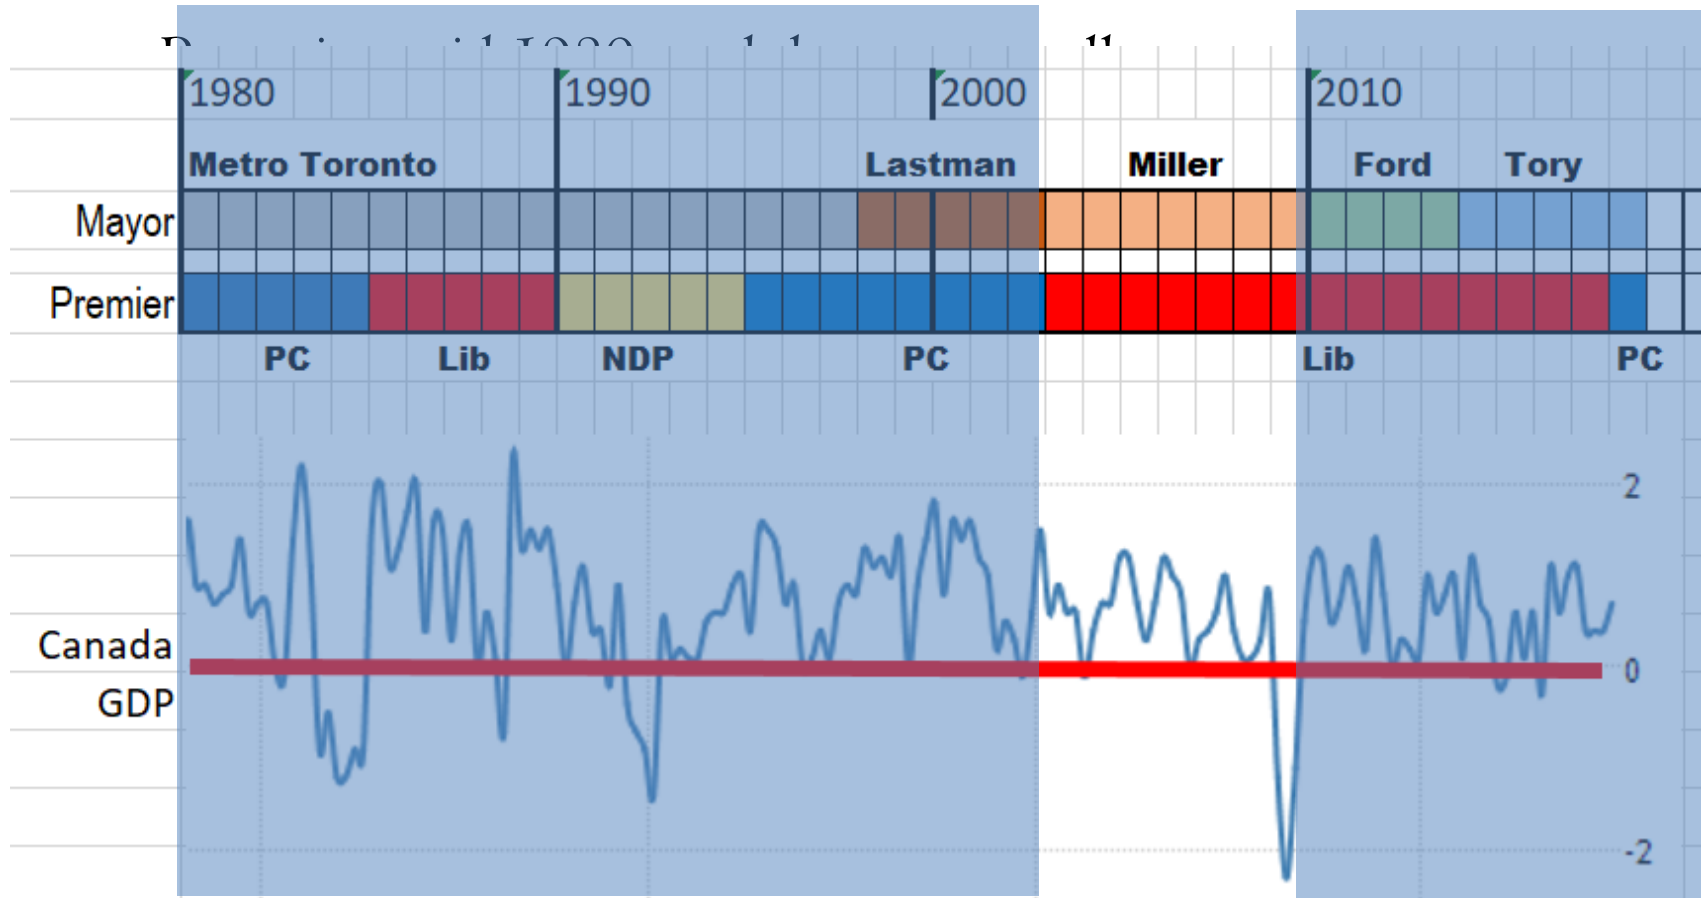 1980 1990 2000 2010
Metro Toronto Lastman Miller Ford Tory
Mayor
Premier
PC Lib NDP PC Lib PC
2
Canada
0
GDP
-2